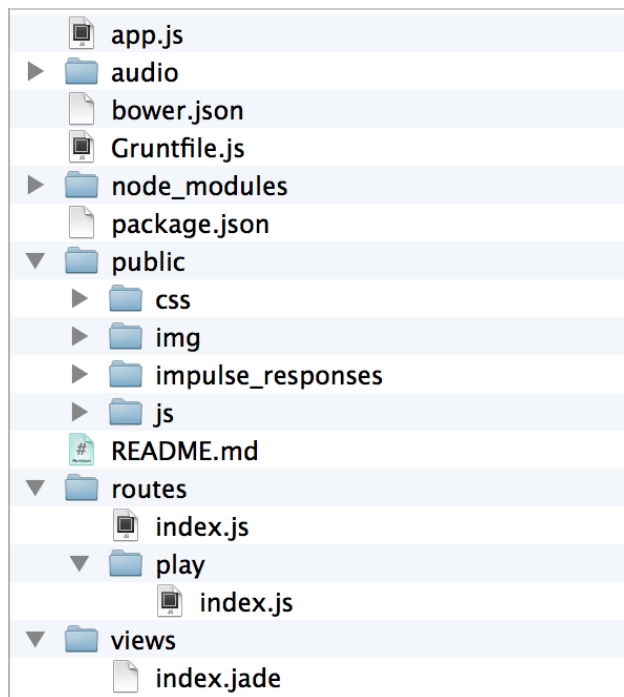 app.js
audio
bower.json
Gruntfile.js
node_modules
package.json
public
css
img
impulse_responses
js
README.md
routes
index.js
play
index.js
views
index.jade